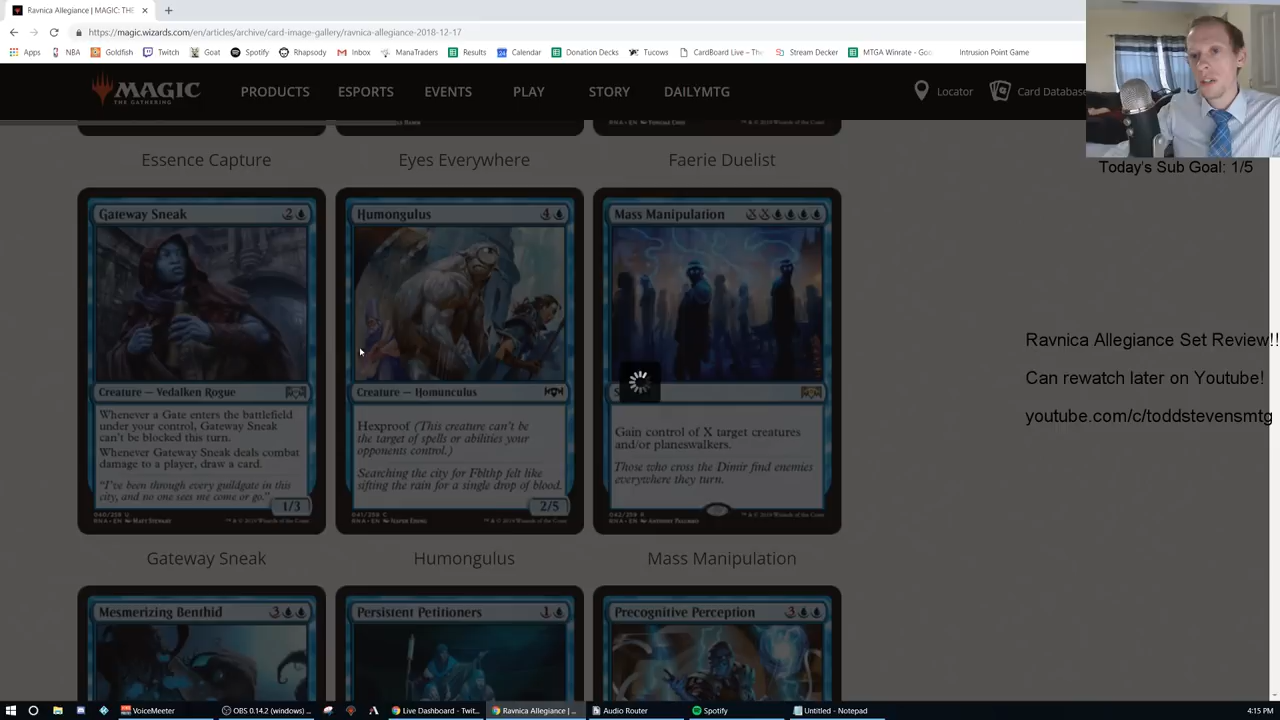 Ravnica Allegiance | MAGIC: THE
https://magic.wizards.com/en/articles/archive/card-image-gallery/ravnica-allegiance-2018-12-17
Apps NBA Goldfish Twitch Goat Spotify Rhapsody Inbox ManaTraders Results Calendar Donation Decks Tucows CardBoard Live – The Stream Decker MTGA Winrate - Goo Intrusion Point Game
MAGIC
THE GATHERING
PRODUCTS ESPORTS EVENTS PLAY STORY DAILYMTG
Locator Card Database
Today's Sub Goal: 1/5
Essence Capture Eyes Everywhere Faerie Duelist
Gateway Sneak 2
Creature — Vedalken Rogue
Whenever a Gate enters the battlefield
under your control, Gateway Sneak
can't be blocked this turn.
Whenever Gateway Sneak deals combat
damage to a player, draw a card.
"I've been through every guildgate in this
city, and no one sees me come or go."
1/3
Humongulus 4
Creature — Homunculus
Hexproof (This creature can't be
the target of spells or abilities your
opponents control.)
Searching the city for Fblthp felt like
sifting the rain for a single drop of blood.
2/5
Mass Manipulation X X
S
Gain control of X target creatures
and/or planeswalkers.
Those who cross the Dimir find enemies
everywhere they turn.
Gateway Sneak Humongulus Mass Manipulation
Mesmerizing Benthid 3
Persistent Petitioners 1
Precognitive Perception 3
Ravnica Allegiance Set Review!!
Can rewatch later on Youtube!
youtube.com/c/toddstevensmtg
VoiceMeeter OBS 0.14.2 (windows) ... Live Dashboard - Twit... Ravnica Allegiance | ... Audio Router Spotify Untitled - Notepad 4:15 PM